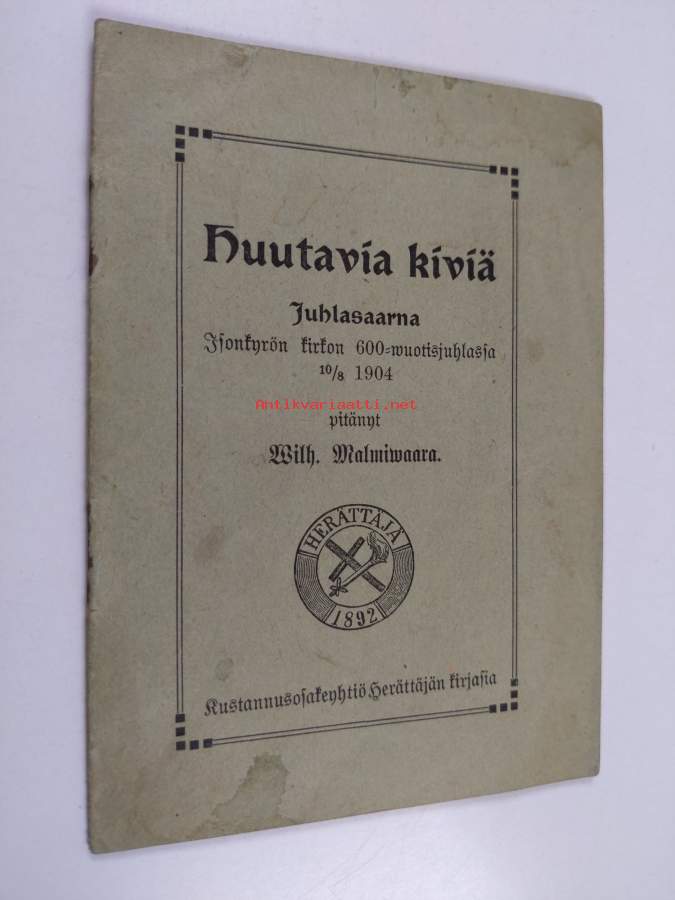 Huutavia kiviä
Juhlasaarna
Isonkyrön kirkon 600-wuotisjuhlassa
10/8 1904
Antikvariaatti.net
pitänyt
Wilh. Malmiwaara.
HERÄTTÄJÄ
1892
Kustannusosakeyhtiö Herättäjän kirjasia